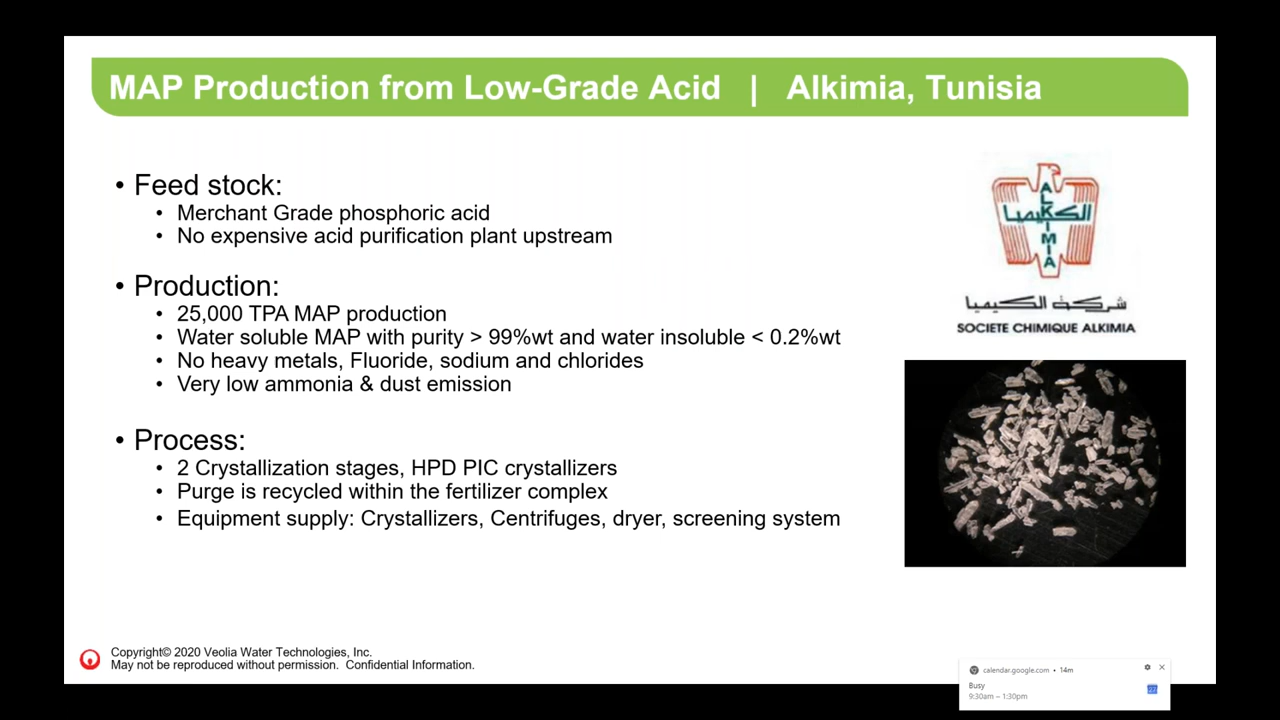 MAP Production from Low-Grade Acid | Alkimia, Tunisia
• Feed stock:
• Merchant Grade phosphoric acid
• No expensive acid purification plant upstream
• Production:
• 25,000 TPA MAP production
• Water soluble MAP with purity > 99%wt and water insoluble < 0.2%wt
• No heavy metals, Fluoride, sodium and chlorides
• Very low ammonia & dust emission
• Process:
• 2 Crystallization stages, HPD PIC crystallizers
• Purge is recycled within the fertilizer complex
• Equipment supply: Crystallizers, Centrifuges, dryer, screening system
ALKIMIA
الكيميا
شركة الكيميا
SOCIETE CHIMIQUE ALKIMIA
Copyright© 2020 Veolia Water Technologies, Inc.
May not be reproduced without permission. Confidential Information.
calendar.google.com • 14m
Busy
9:30am – 1:30pm